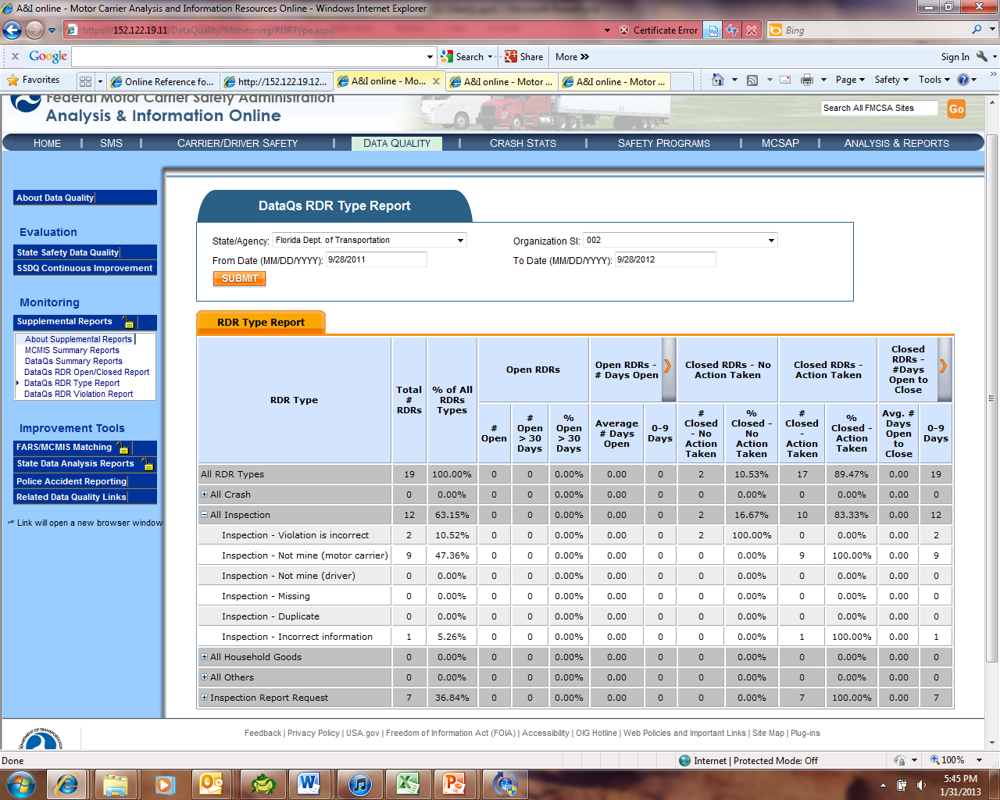 A&I online - Motor Carrier Analysis and Information Resources Online - Windows Internet Explorer
https://152.122.19.11/DataQuality/Monitoring/RDRType.aspx Certificate Error Bing
x Google Search Share More » Sign In
Favorites Online Reference fo... http://152.122.19.12... A&I online - Mo... X A&I online - Motor ... A&I online - Motor ... Page Safety Tools »
Federal Motor Carrier Safety Administration
Analysis & Information Online
Search All FMCSA Sites Go
HOME | SMS | CARRIER/DRIVER SAFETY | DATA QUALITY | CRASH STATS | SAFETY PROGRAMS | MCSAP | ANALYSIS & REPORTS
About Data Quality
Evaluation
State Safety Data Quality
SSDQ Continuous Improvement
Monitoring
Supplemental Reports
About Supplemental Reports
MCMIS Summary Reports
DataQs Summary Reports
DataQs RDR Open/Closed Report
DataQs RDR Type Report
DataQs RDR Violation Report
Improvement Tools
FARS/MCMIS Matching
State Data Analysis Reports
Police Accident Reporting
Related Data Quality Links
Link will open a new browser window
DataQs RDR Type Report
State/Agency: Florida Dept. of Transportation Organization SI: 002
From Date (MM/DD/YYYY): 9/28/2011 To Date (MM/DD/YYYY): 9/28/2012
SUBMIT
RDR Type Report
RDR Type
Total # RDRs
% of All RDRs Types
Open RDRs
Open RDRs - # Days Open
Closed RDRs - No Action Taken
Closed RDRs - Action Taken
Closed RDRs - #Days Open to Close
# Open
# Open > 30 Days
% Open > 30 Days
Average # Days Open
0-9 Days
# Closed - No Action Taken
% Closed - No Action Taken
# Closed - Action Taken
% Closed - Action Taken
Avg. # Days Open to Close
0-9 Days
All RDR Types 19 100.00% 0 0 0.00% 0.00 0 2 10.53% 17 89.47% 0.00 19
All Crash 0 0.00% 0 0 0.00% 0.00 0 0 0.00% 0 0.00% 0.00 0
All Inspection 12 63.15% 0 0 0.00% 0.00 0 2 16.67% 10 83.33% 0.00 12
Inspection - Violation is incorrect 2 10.52% 0 0 0.00% 0.00 0 2 100.00% 0 0.00% 0.00 2
Inspection - Not mine (motor carrier) 9 47.36% 0 0 0.00% 0.00 0 0 0.00% 9 100.00% 0.00 9
Inspection - Not mine (driver) 0 0.00% 0 0 0.00% 0.00 0 0 0.00% 0 0.00% 0.00 0
Inspection - Missing 0 0.00% 0 0 0.00% 0.00 0 0 0.00% 0 0.00% 0.00 0
Inspection - Duplicate 0 0.00% 0 0 0.00% 0.00 0 0 0.00% 0 0.00% 0.00 0
Inspection - Incorrect information 1 5.26% 0 0 0.00% 0.00 0 0 0.00% 1 100.00% 0.00 1
All Household Goods 0 0.00% 0 0 0.00% 0.00 0 0 0.00% 0 0.00% 0.00 0
All Others 0 0.00% 0 0 0.00% 0.00 0 0 0.00% 0 0.00% 0.00 0
Inspection Report Request 7 36.84% 0 0 0.00% 0.00 0 0 0.00% 7 100.00% 0.00 7
Feedback | Privacy Policy | USA.gov | Freedom of Information Act (FOIA) | Accessibility | OIG Hotline | Web Policies and Important Links | Site Map | Plug-ins
Done Internet | Protected Mode: Off 100%
5:45 PM
1/31/2013